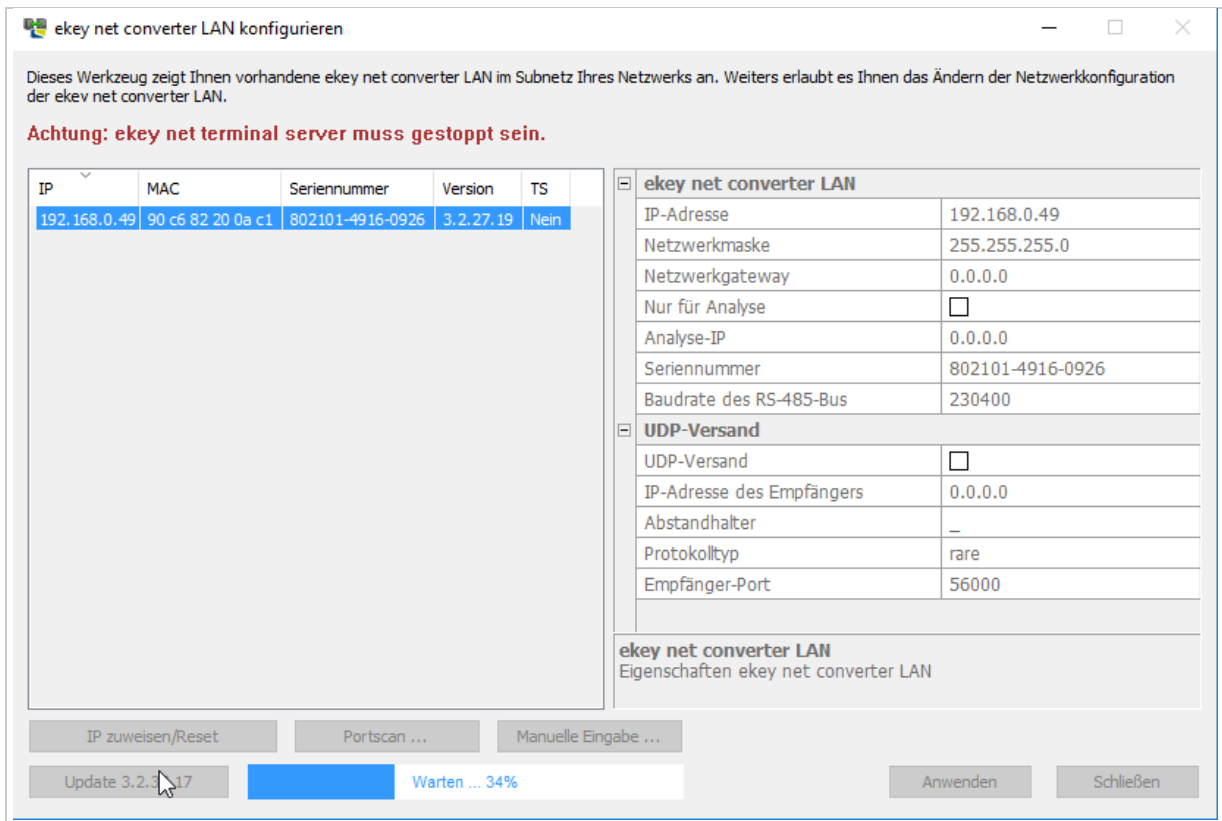 ekey net converter LAN konfigurieren
Dieses Werkzeug zeigt Ihnen vorhandene ekey net converter LAN im Subnetz Ihres Netzwerks an. Weiters erlaubt es Ihnen das Ändern der Netzwerkkonfiguration
der ekey net converter LAN.
Achtung: ekey net terminal server muss gestoppt sein.
IP MAC Seriennummer Version TS
192.168.0.49 90 c6 82 20 0a c1 802101-4916-0926 3.2.27.19 Nein
ekey net converter LAN
IP-Adresse 192.168.0.49
Netzwerkmaske 255.255.255.0
Netzwerkgateway 0.0.0.0
Nur für Analyse
Analyse-IP 0.0.0.0
Seriennummer 802101-4916-0926
Baudrate des RS-485-Bus 230400
UDP-Versand
UDP-Versand
IP-Adresse des Empfängers 0.0.0.0
Abstandhalter _
Protokolltyp rare
Empfänger-Port 56000
ekey net converter LAN
Eigenschaften ekey net converter LAN
IP zuweisen/Reset Portscan ... Manuelle Eingabe ...
Update Warten ... 34% Anwenden Schließen